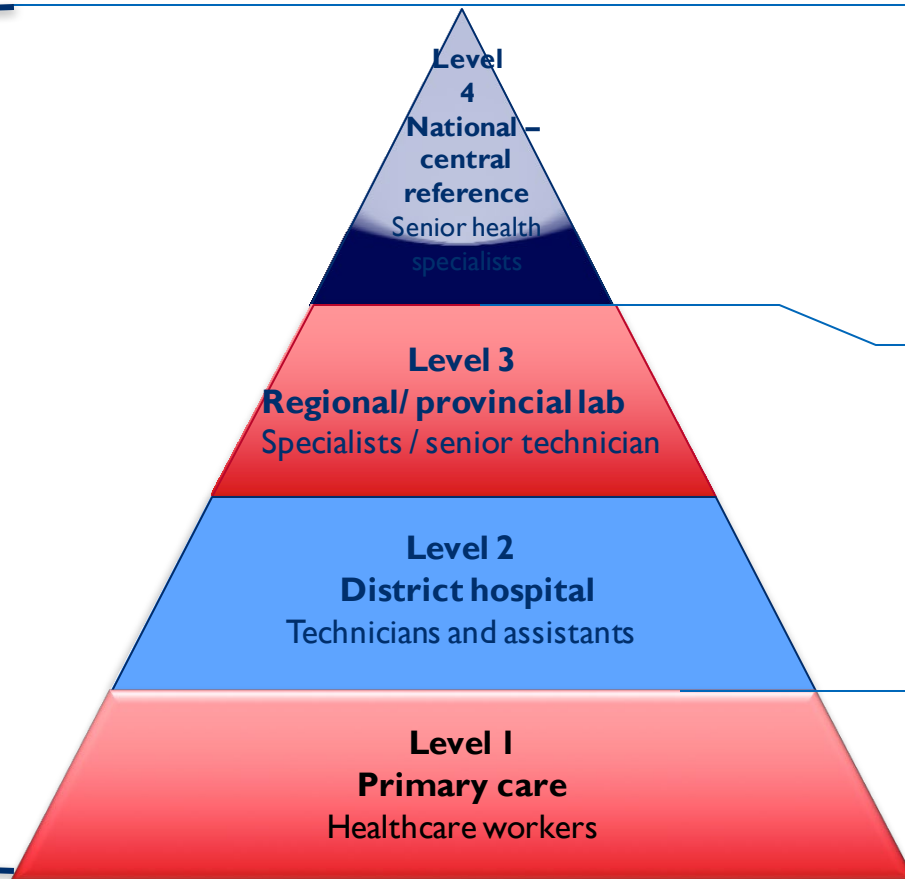 Level
4
National –
central
reference
Senior health
specialists
Level 3
Regional/ provincial lab
Specialists / senior technician
Level 2
District hospital
Technicians and assistants
Level 1
Primary care
Healthcare workers